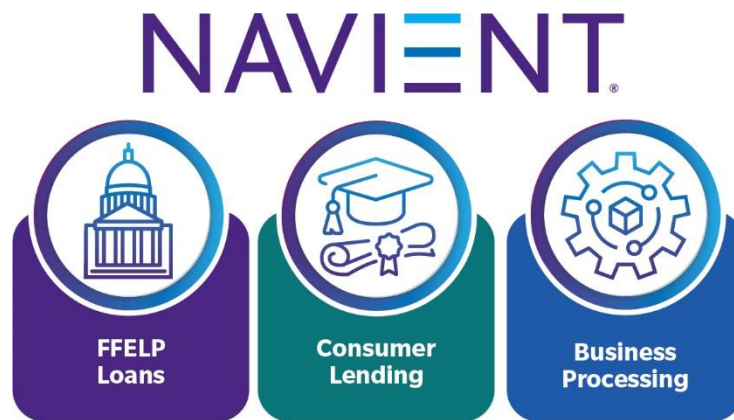 NAVIENT®
FFELP
Loans
Consumer
Lending
Business
Processing